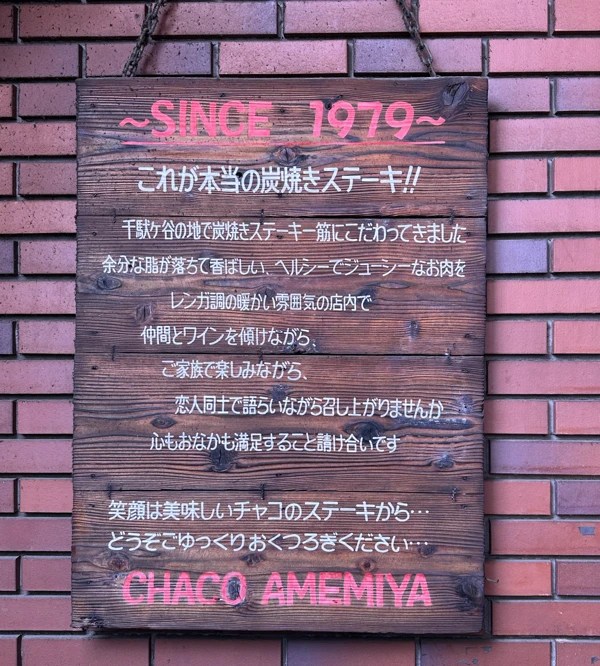 ～SINCE 1979～
これが本当の炭焼きステーキ!!
千駄ケ谷の地で炭焼きステーキ一筋にこだわってきました
余分な脂が落ちて香ばしい、ヘルシーでジューシーなお肉を
レンガ調の暖かい雰囲気の店内で
仲間とワインを傾けながら、
ご家族で楽しみながら、
恋人同士で語らいながら召し上がりませんか
心もおなかも満足すること請け合いです
笑顔は美味しいチャコのステーキから…
どうぞごゆっくりおくつろぎください…
CHACO AMEMIYA